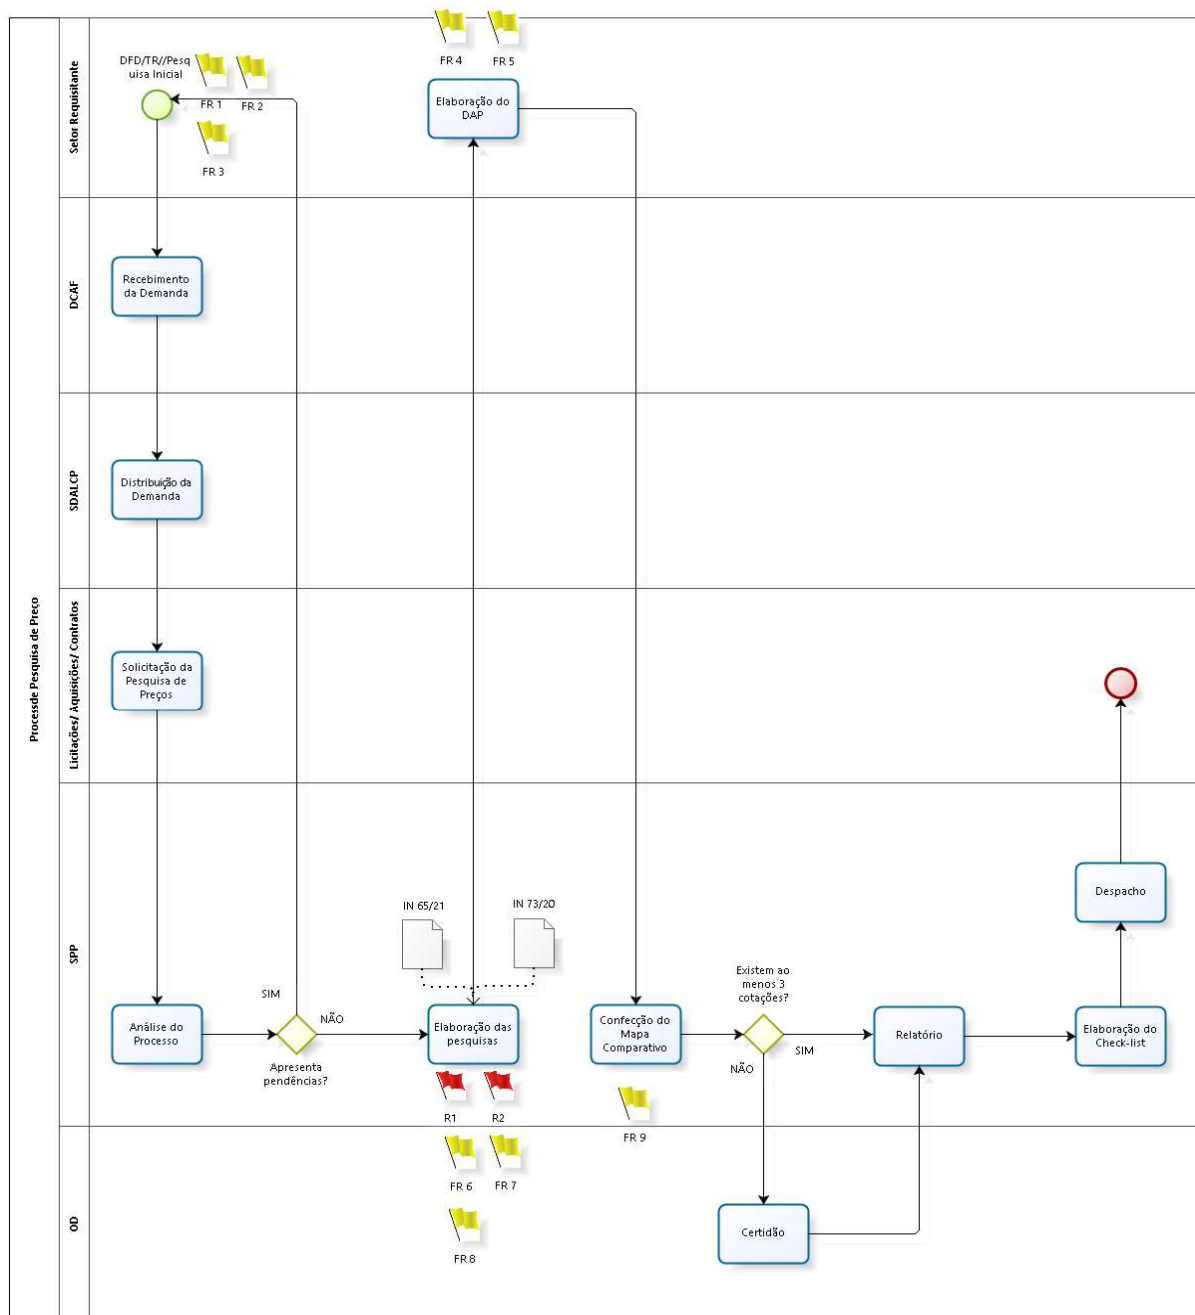 Processde Pesquisa de Preço
Setor Requisitante
DFD/TR//Pesq
uisa Inicial
FR 1
FR 2
FR 3
FR 4
FR 5
Elaboração do
DAP
DCAF
Recebimento
da Demanda
SDALCP
Distribuição da
Demanda
Licitações/ Aquisições/ Contratos
Solicitação da
Pesquisa de
Preços
SPP
Análise do
Processo
SIM
NÃO
Apresenta
pendências?
IN 65/21
IN 73/20
Elaboração das
pesquisas
R1
R2
FR 6
FR 7
FR 8
Confecção do
Mapa
Comparativo
FR 9
Existem ao
menos 3
cotações?
SIM
NÃO
Relatório
Elaboração do
Check-list
Despacho
OD
Certidão